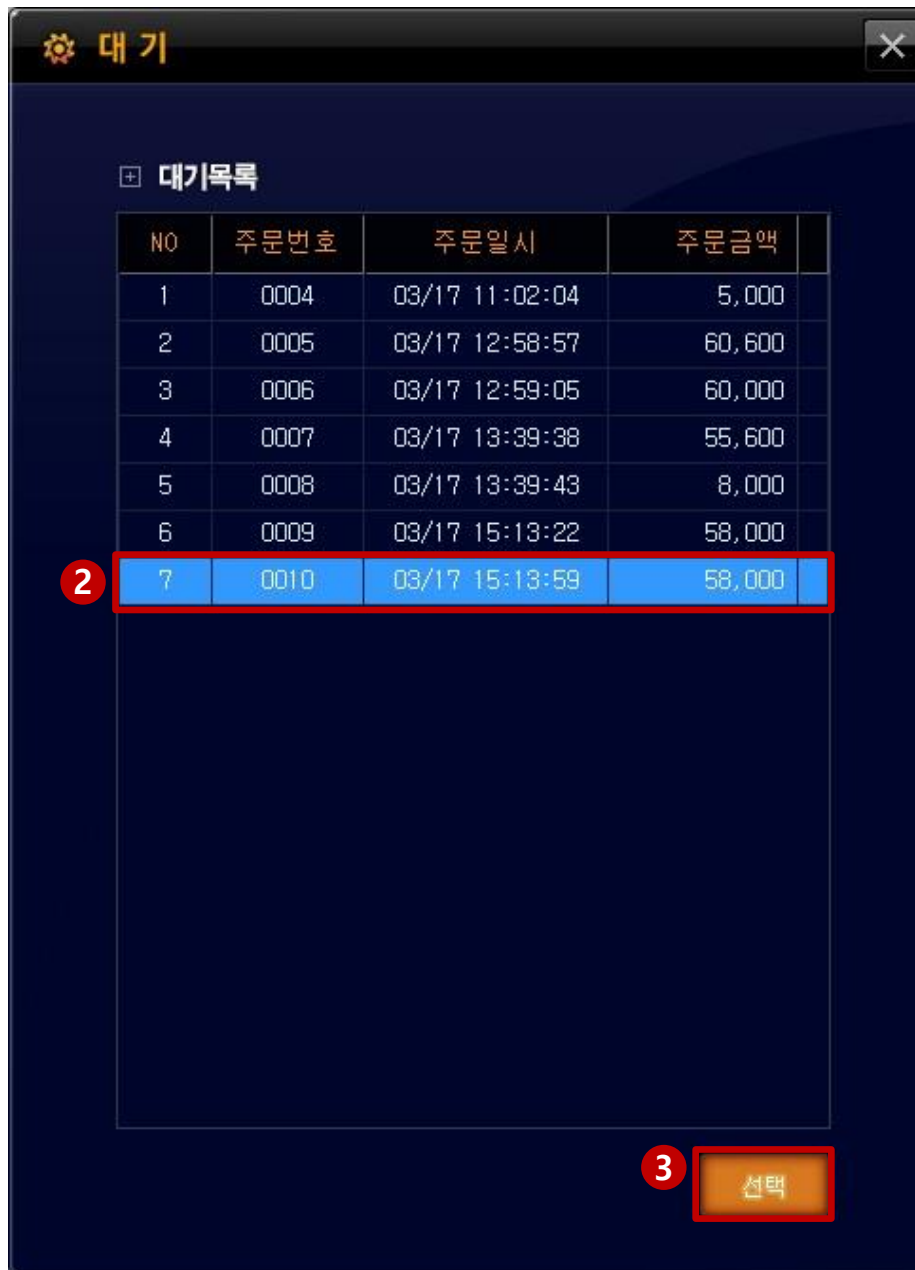 대기
대기목록
NO 주문번호 주문일시 주문금액
1 0004 03/17 11:02:04 5,000
2 0005 03/17 12:58:57 60,600
3 0006 03/17 12:59:05 60,000
4 0007 03/17 13:39:38 55,600
5 0008 03/17 13:39:43 8,000
6 0009 03/17 15:13:22 58,000
2 7 0010 03/17 15:13:59 58,000
3 선택